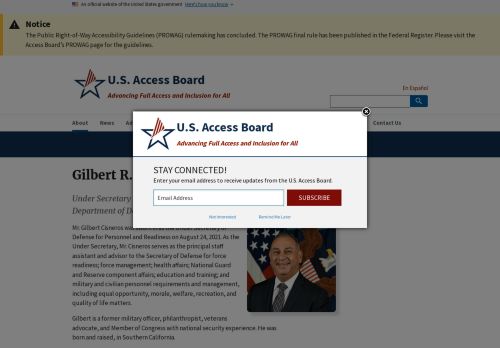 An official website of the United States government Here's how you know
Notice
The Public Right-of-Way Accessibility Guidelines (PROWAG) rulemaking has concluded. The PROWAG final rule has been published in the Federal Register. Please visit the
Access Board's PROWAG page for the guidelines.
U.S. Access Board
Advancing Full Access and Inclusion for All
En Español
About News Ad
Contact Us
U.S. Access Board
Advancing Full Access and Inclusion for All
STAY CONNECTED!
Enter your email address to receive updates from the U.S. Access Board.
Email Address
SUBSCRIBE
Not Interested Remind Me Later
Gilbert R.
Under Secretary
Department of D
Mr. Gilbert Cisneros
Defense for Personnel and Readiness on August 24, 2021. As the
Under Secretary, Mr. Cisneros serves as the principal staff
assistant and advisor to the Secretary of Defense for force
readiness; force management; health affairs; National Guard
and Reserve component affairs; education and training; and
military and civilian personnel requirements and management,
including equal opportunity, morale, welfare, recreation, and
quality of life matters.
Gilbert is a former military officer, philanthropist, veterans
advocate, and Member of Congress with national security experience. He was
born and raised, in Southern California.